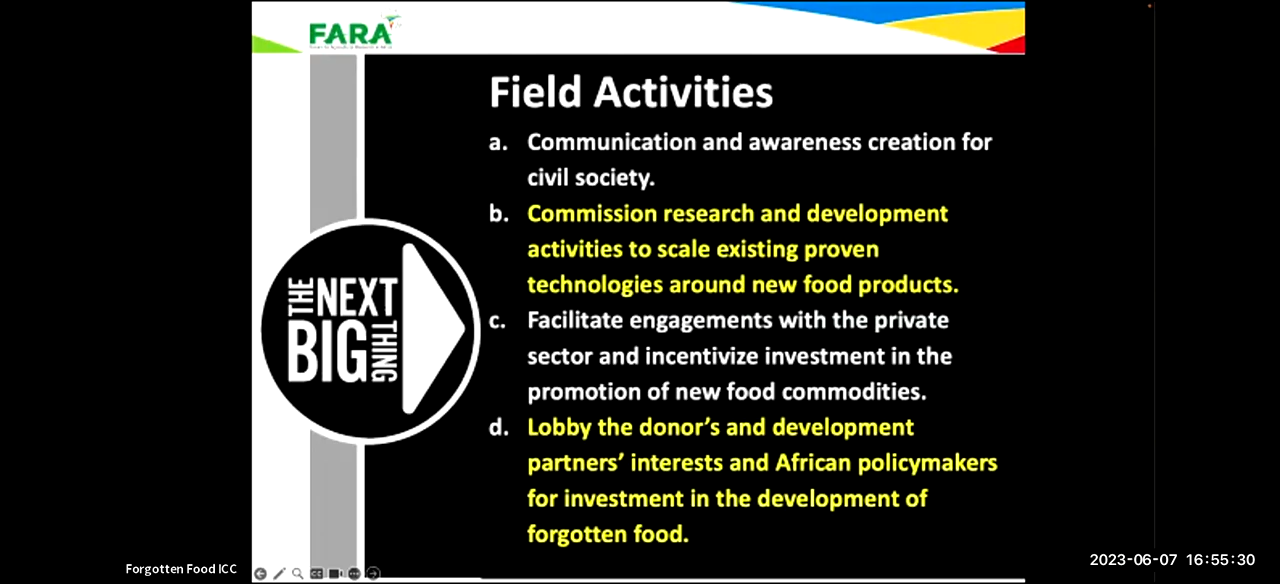 FARA
Field Activities
a. Communication and awareness creation for
civil society.
b. Commission research and development
activities to scale existing proven
technologies around new food products.
c. Facilitate engagements with the private
sector and incentivize investment in the
promotion of new food commodities.
d. Lobby the donor's and development
partners' interests and African policymakers
for investment in the development of
forgotten food.
THE NEXT
BIG THING
Forgotten Food ICC
2023-06-07 16:55:30